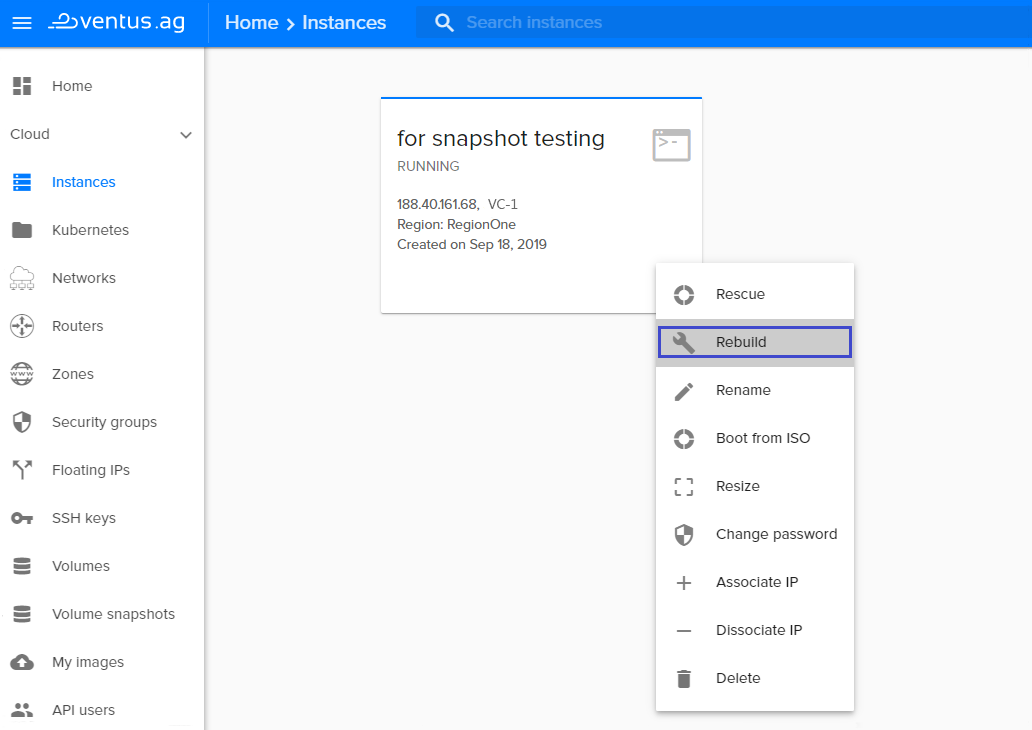 ventus.ag
Home > Instances
Search instances
Home
Cloud
Instances
Kubernetes
Networks
Routers
Zones
Security groups
Floating IPs
SSH keys
Volumes
Volume snapshots
My images
API users
for snapshot testing
RUNNING
188.40.161.68, VC-1
Region: RegionOne
Created on Sep 18, 2019
Rescue
Rebuild
Rename
Boot from ISO
Resize
Change password
Associate IP
Dissociate IP
Delete